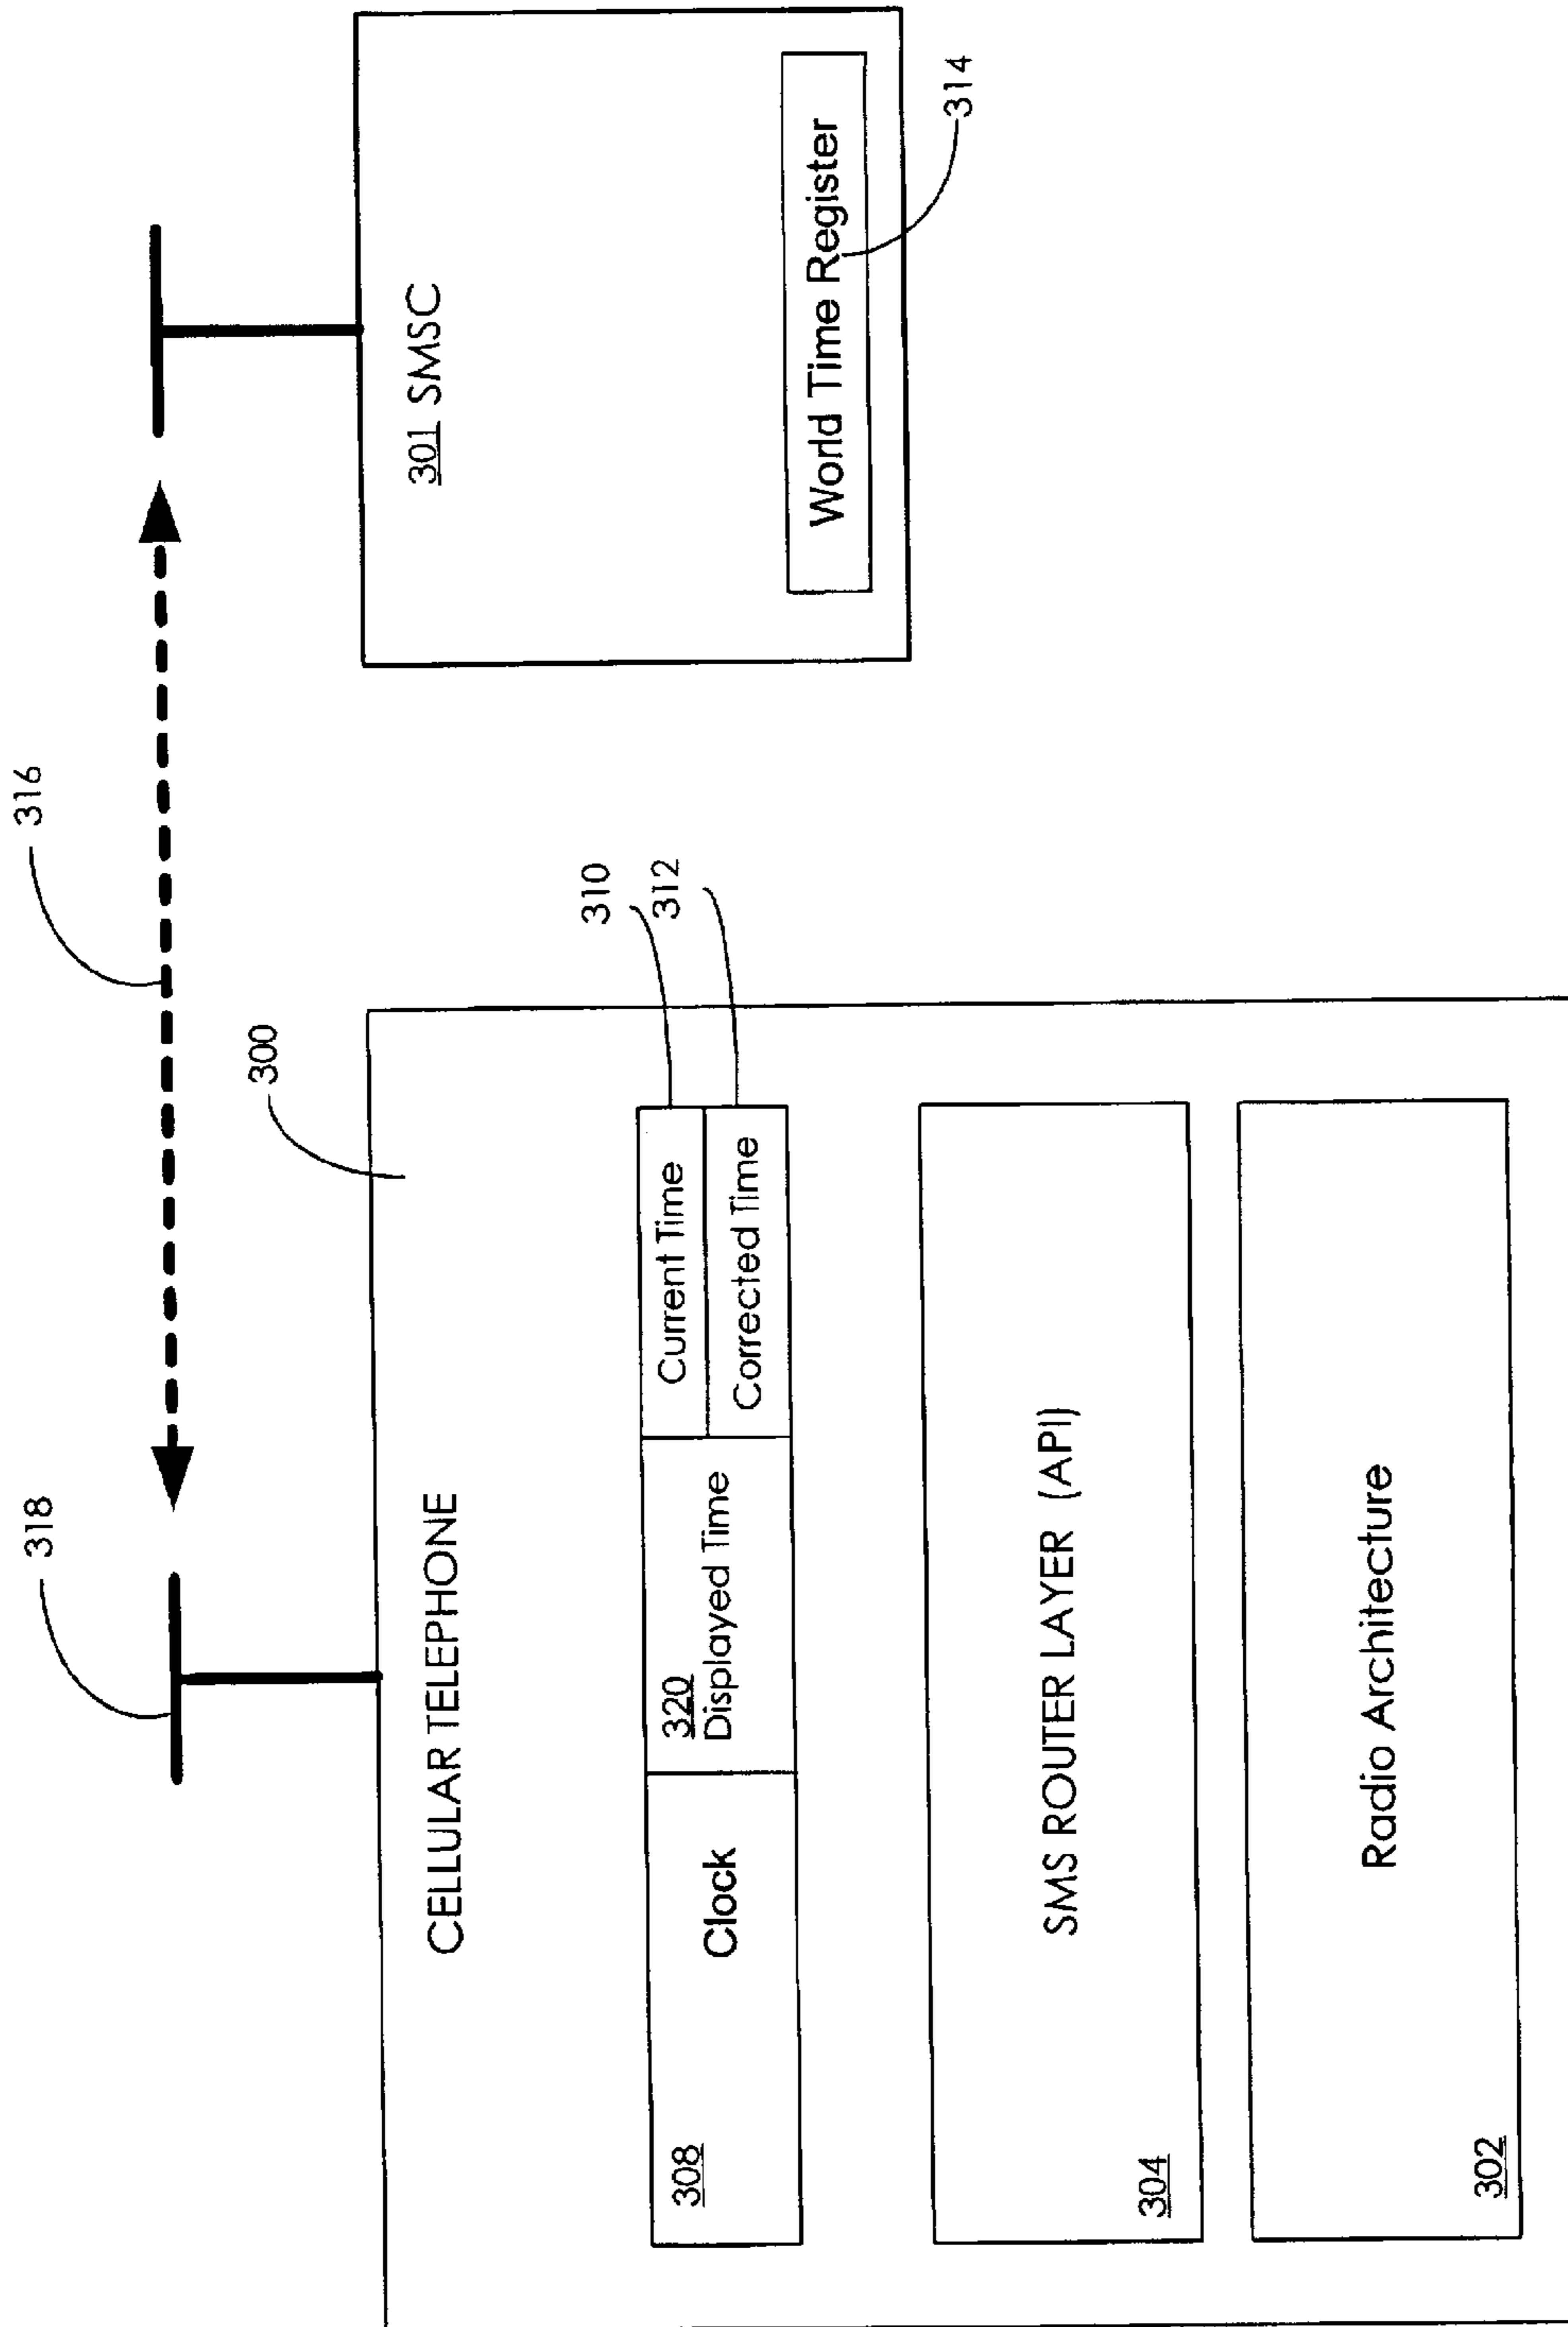 316
318
300
CELLULAR TELEPHONE
310
312
308
Clock
320
Displayed Time
Current Time
Corrected Time
SMS ROUTER LAYER (API)
304
Radio Architecture
302
301 SMSC
World Time Register
314